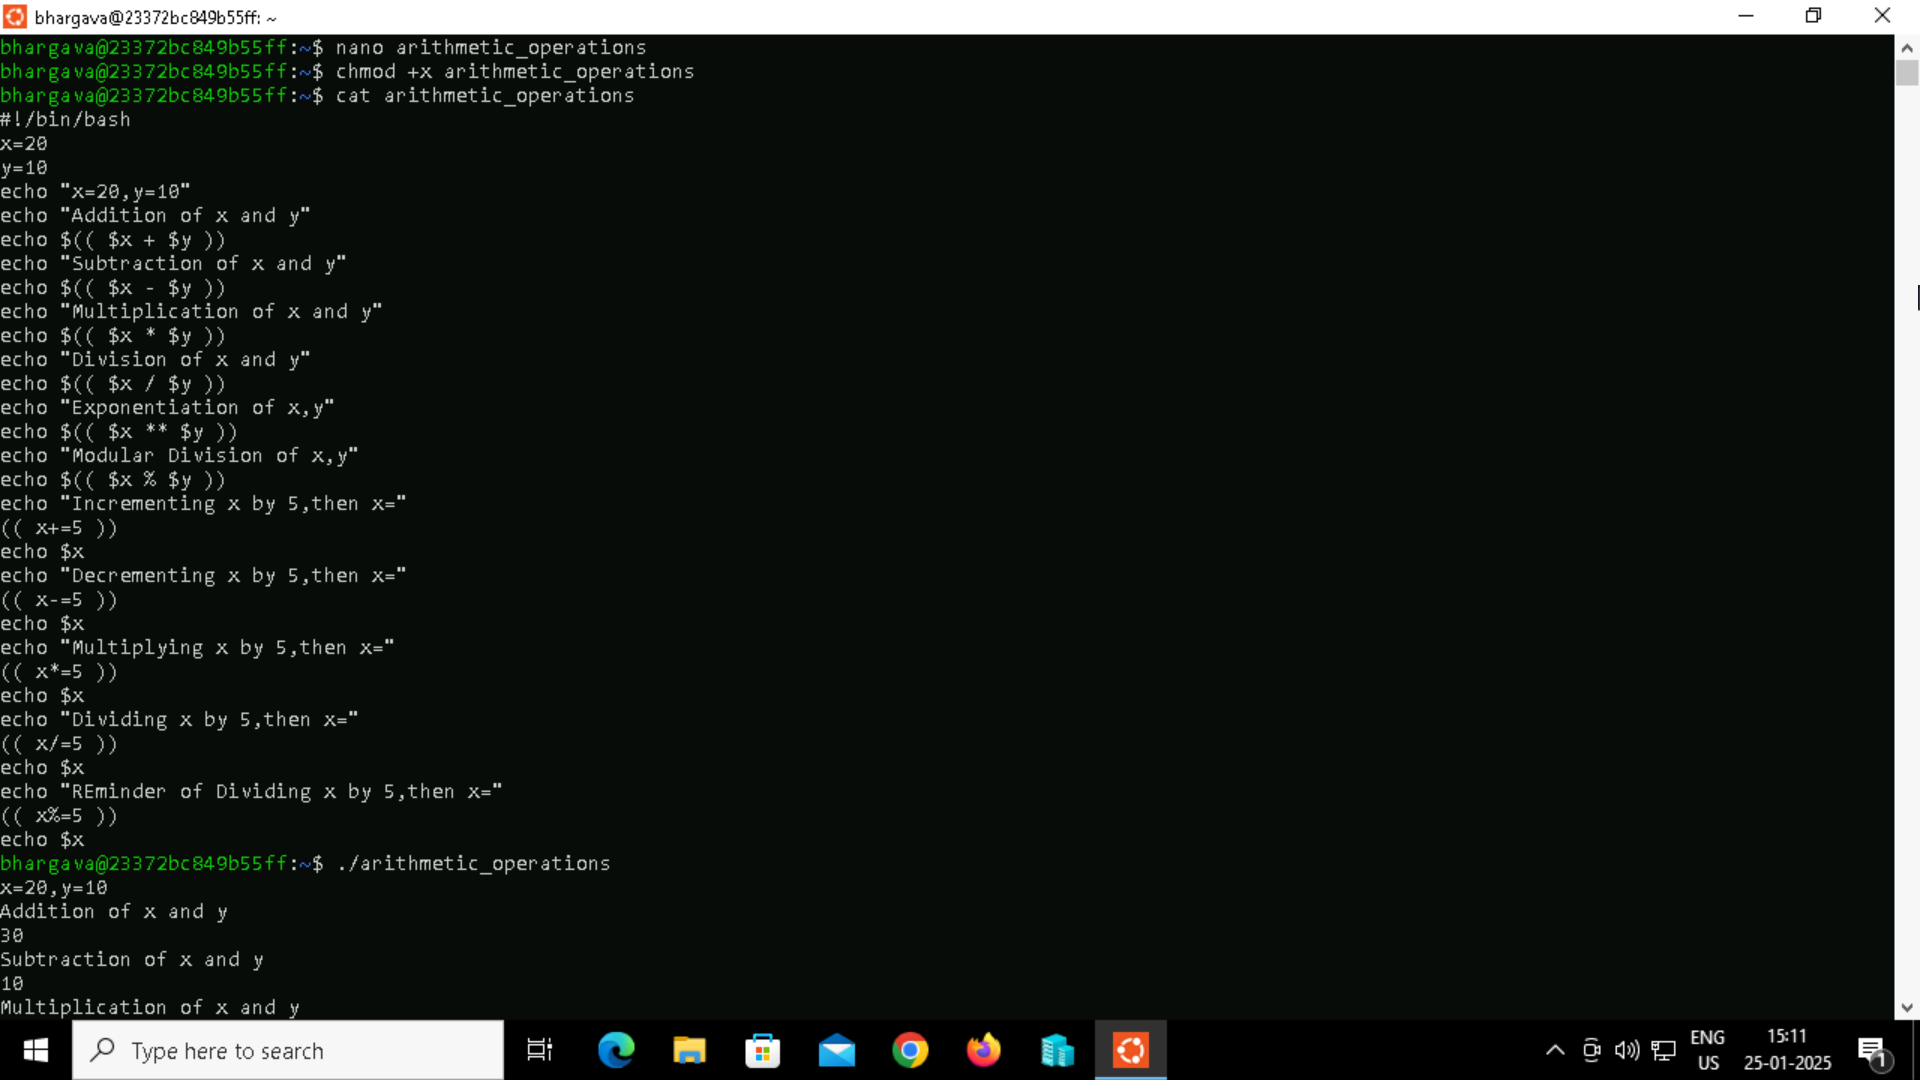 bhargava@23372bc849b55ff: ~
bhargava@23372bc849b55ff:~$ nano arithmetic_operations
bhargava@23372bc849b55ff:~$ chmod +x arithmetic_operations
bhargava@23372bc849b55ff:~$ cat arithmetic_operations
#!/bin/bash
x=20
y=10
echo "x=20,y=10"
echo "Addition of x and y"
echo $(( $x + $y ))
echo "Subtraction of x and y"
echo $(( $x - $y ))
echo "Multiplication of x and y"
echo $(( $x * $y ))
echo "Division of x and y"
echo $(( $x / $y ))
echo "Exponentiation of x,y"
echo $(( $x ** $y ))
echo "Modular Division of x,y"
echo $(( $x % $y ))
echo "Incrementing x by 5,then x="
(( x+=5 ))
echo $x
echo "Decrementing x by 5,then x="
(( x-=5 ))
echo $x
echo "Multiplying x by 5,then x="
(( x*=5 ))
echo $x
echo "Dividing x by 5,then x="
(( x/=5 ))
echo $x
echo "REminder of Dividing x by 5,then x="
(( x%=5 ))
echo $x
bhargava@23372bc849b55ff:~$ ./arithmetic_operations
x=20,y=10
Addition of x and y
30
Subtraction of x and y
10
Multiplication of x and y
Type here to search
ENG
US
15:11
25-01-2025
1